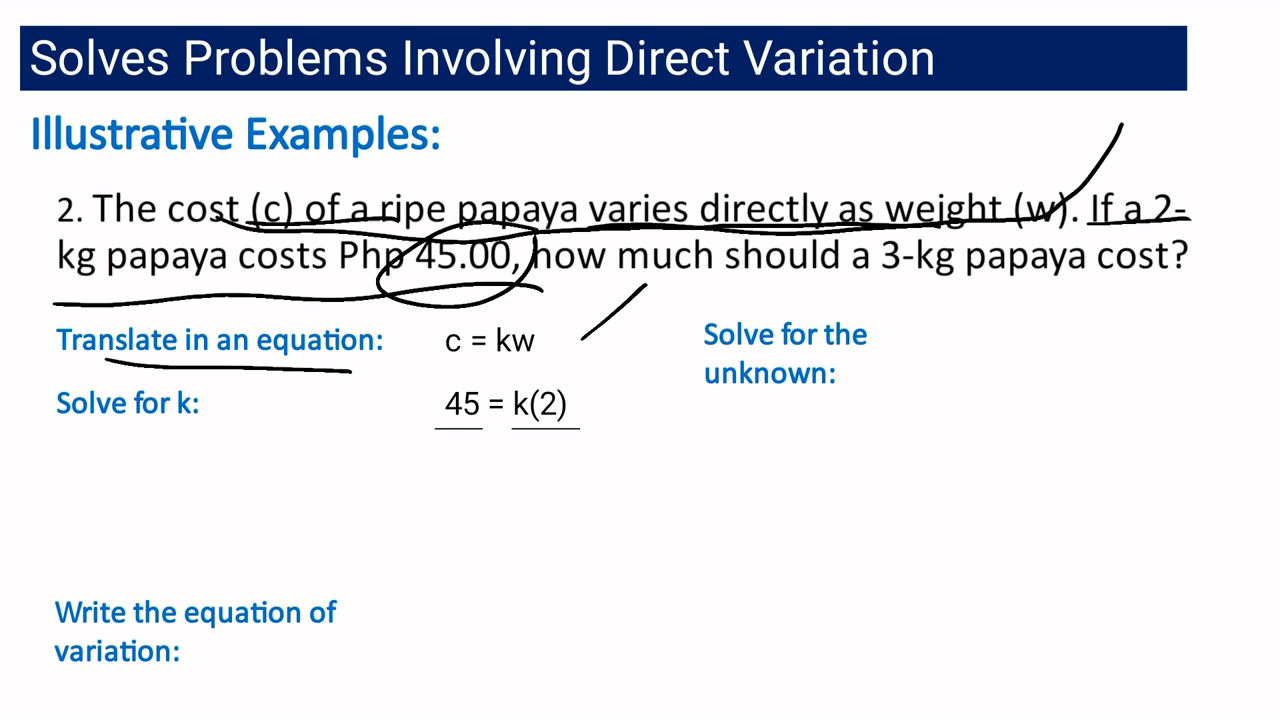 Solves Problems Involving Direct Variation
Illustrative Examples:
2. The cost (c) of a ripe papaya varies directly as weight (w). If a 2-
kg papaya costs Php 45.00, how much should a 3-kg papaya cost?
Translate in an equation: c = kw
Solve for the
unknown:
Solve for k: 45 = k(2)
Write the equation of
variation: